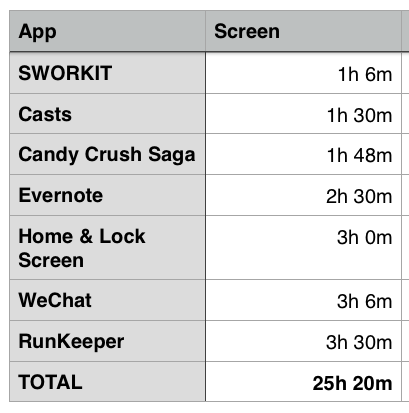 App Screen
SWORKIT 1h 6m
Casts 1h 30m
Candy Crush Saga 1h 48m
Evernote 2h 30m
Home & Lock 3h 0m
Screen
WeChat 3h 6m
RunKeeper 3h 30m
TOTAL 25h 20m